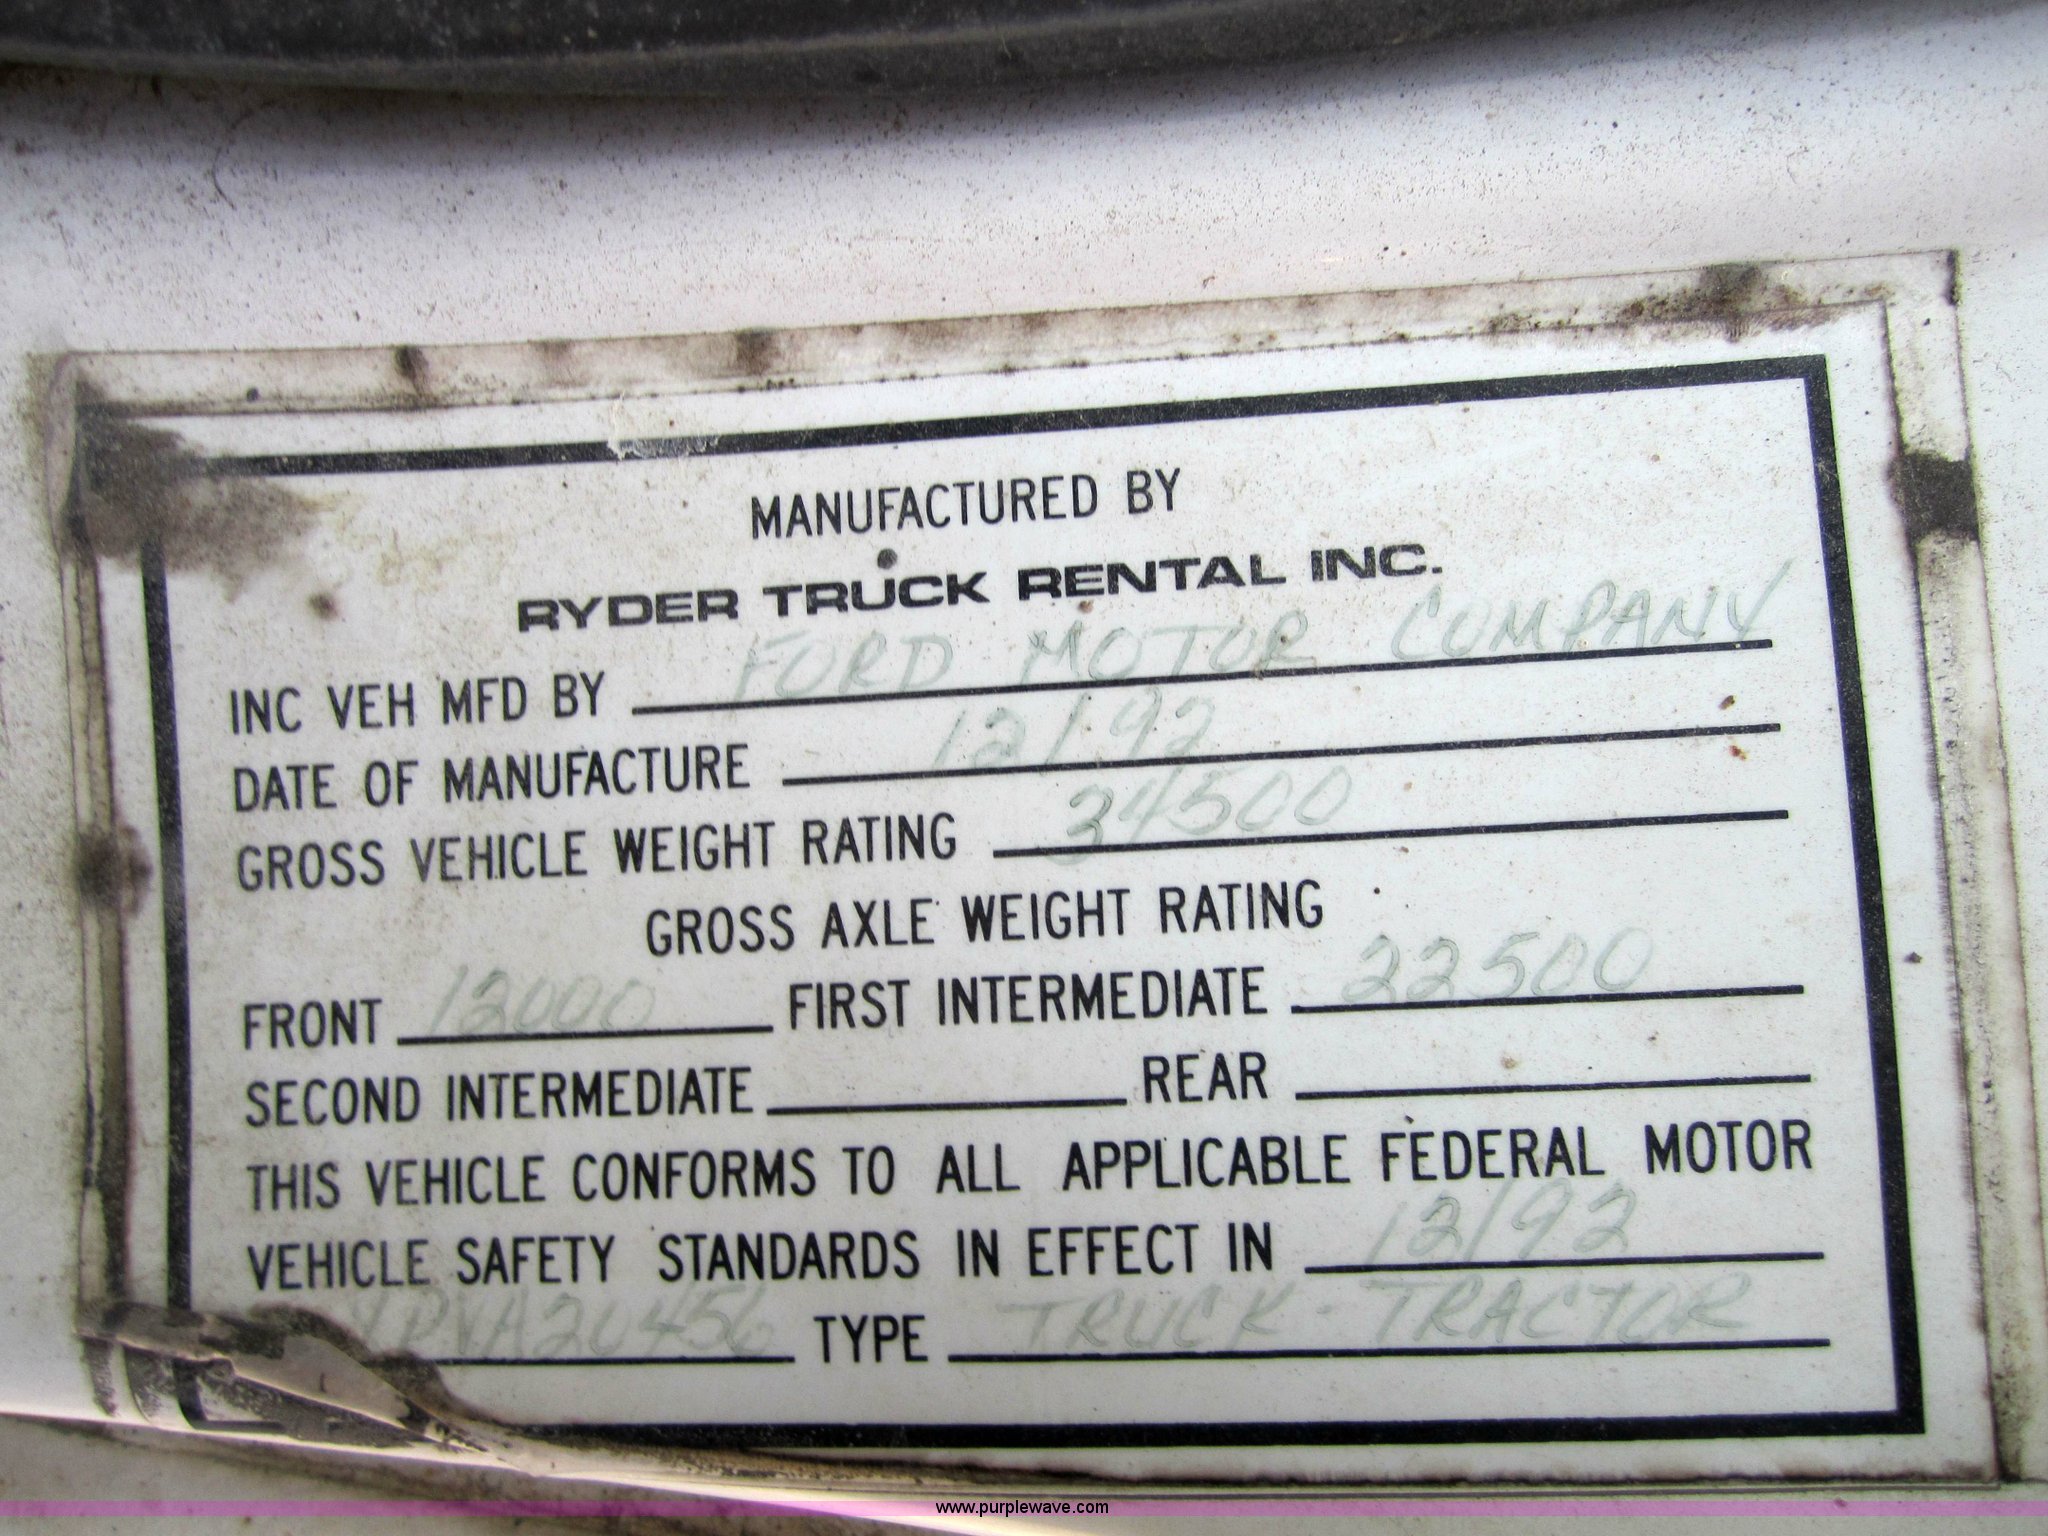 MANUFACTURED BY
RYDER TRUCK RENTAL INC.
INC VEH MFD BY FORD MOTOR COMPANY
DATE OF MANUFACTURE 12/92
GROSS VEHICLE WEIGHT RATING 34500
GROSS AXLE WEIGHT RATING
FRONT 12000 FIRST INTERMEDIATE 22500
SECOND INTERMEDIATE REAR
THIS VEHICLE CONFORMS TO ALL APPLICABLE FEDERAL MOTOR
VEHICLE SAFETY STANDARDS IN EFFECT IN 12/92
TYPE TRUCK-TRACTOR
www.purplewave.com